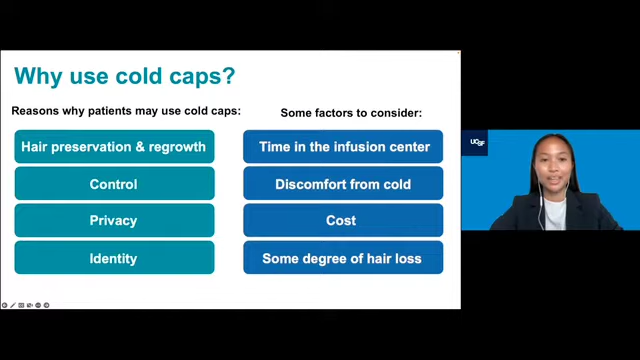 Why use cold caps?
Reasons why patients may use cold caps:
Some factors to consider:
Hair preservation & regrowth
Time in the infusion center
Control
Discomfort from cold
Privacy
Cost
Identity
Some degree of hair loss
UCSF